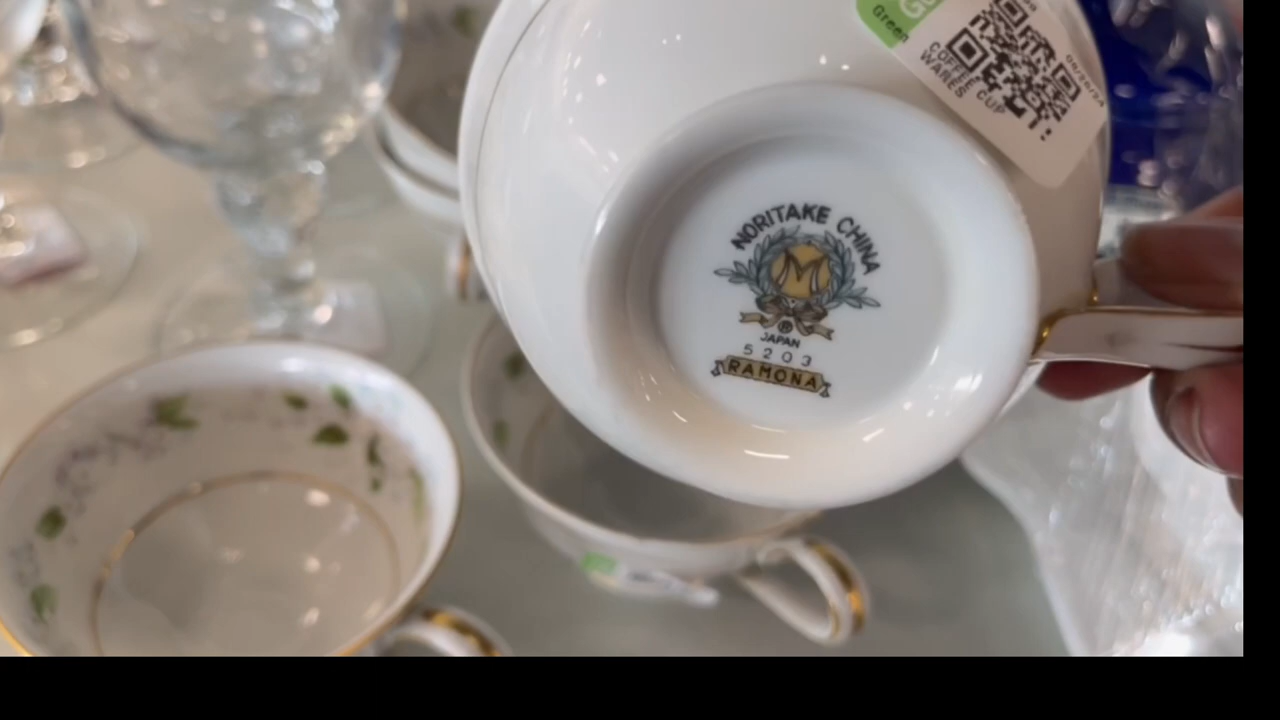 Green
COFFEE
WARES CUP
NORITAKE CHINA
M
JAPAN
5203
RAMONA